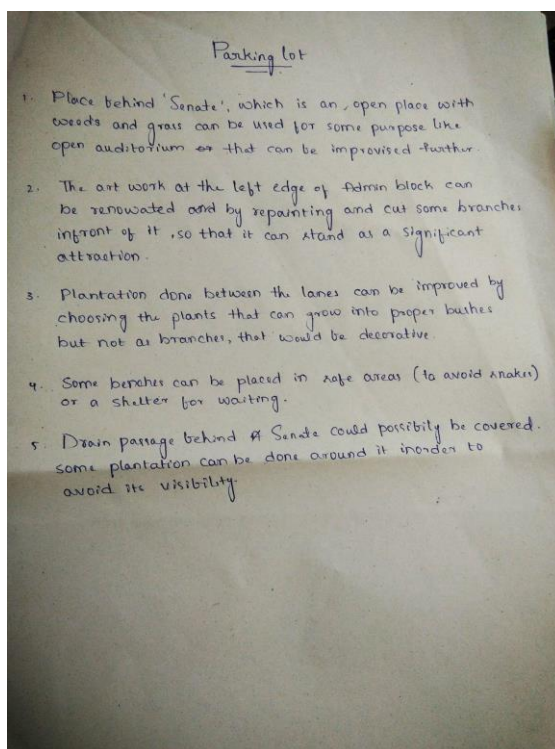 Parking lot
1. Place behind 'Senate', which is an, open place with
weeds and grass can be used for some purpose like
open auditorium or that can be improvised further.
2. The art work at the left edge of Admin block can
be renowated and by repainting and cut some branches
infront of it, so that it can stand as a significant
attraction.
3. Plantation done between the lanes can be improved by
choosing the plants that can grow into proper bushes
but not as branches, that would be decorative.
4. Some benches can be placed in safe areas (to avoid snakes)
or a shelter for waiting.
5. Drain passage behind Senate could possibily be covered.
some plantation can be done around it inorder to
avoid its visibility.